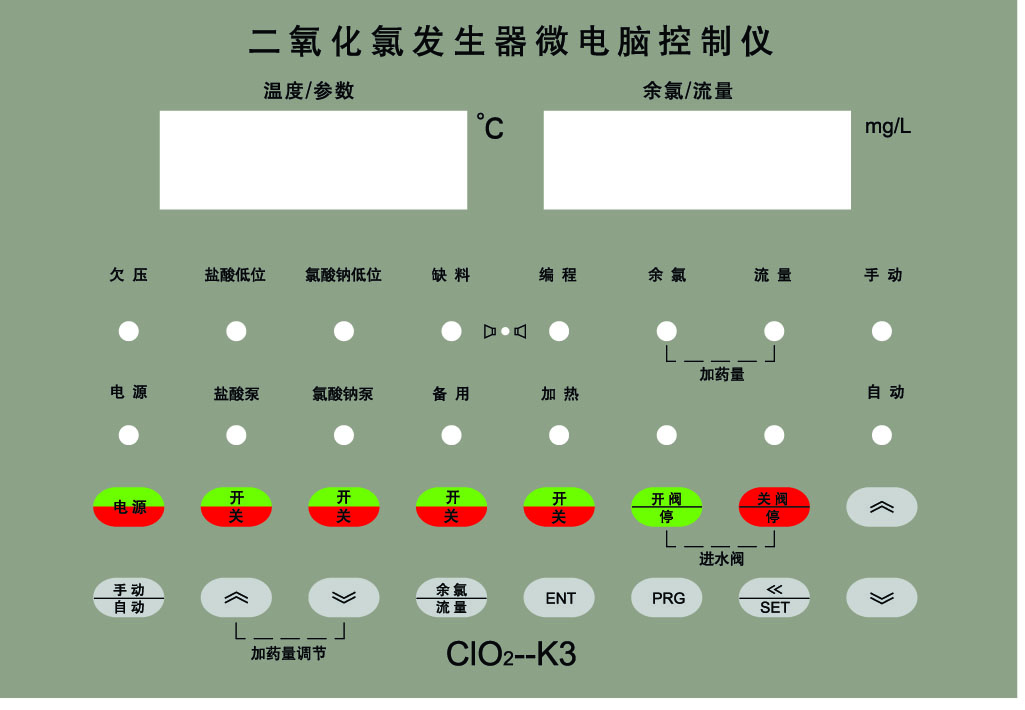 二氧化氯发生器微电脑控制仪
温度/参数 余氯/流量
°C mg/L
欠压 盐酸低位 氯酸钠低位 缺料 编程 余氯 流量 手动
加药量
电源 盐酸泵 氯酸钠泵 备用 加热 自动
电源 开 开 开 开 开阀 关阀 ︽
关 关 关 关 停 停
进水阀
手动 ︽ ︾ 余氯 ENT PRG << ︾
自动 流量 SET
加药量调节
ClO2--K3